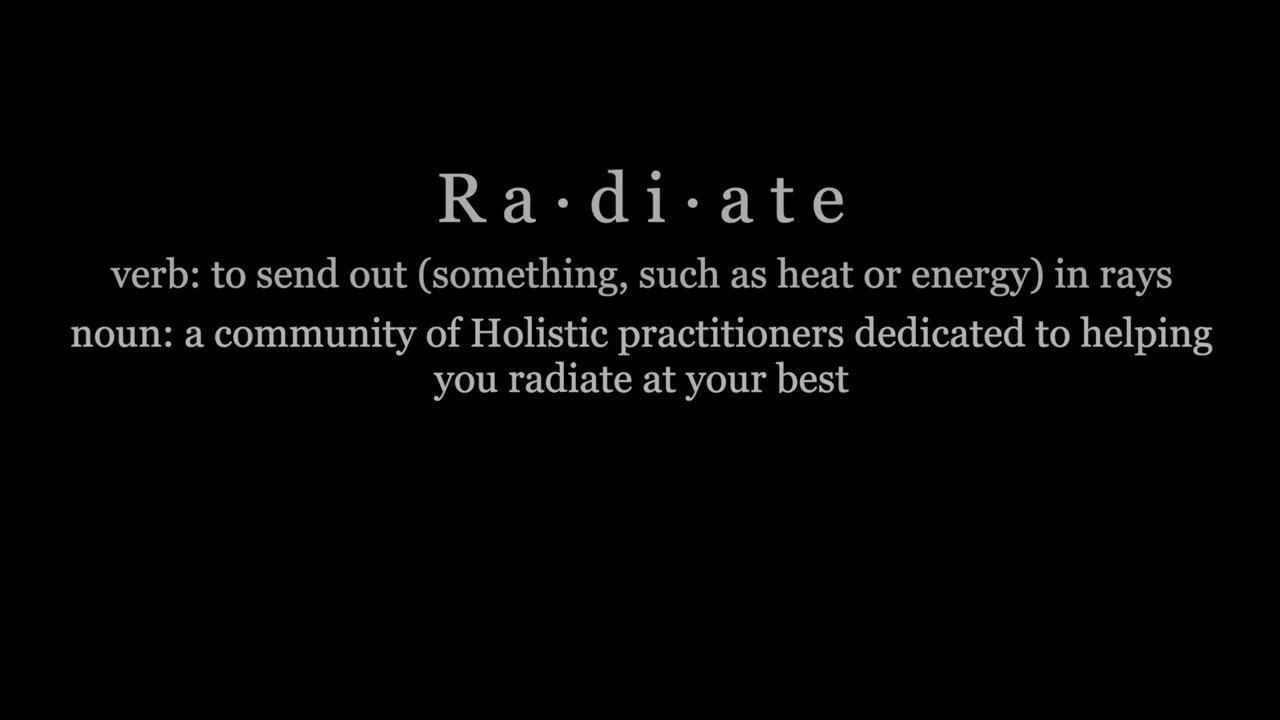 Ra·di·ate
verb: to send out (something, such as heat or energy) in rays
noun: a community of Holistic practitioners dedicated to helping
you radiate at your best